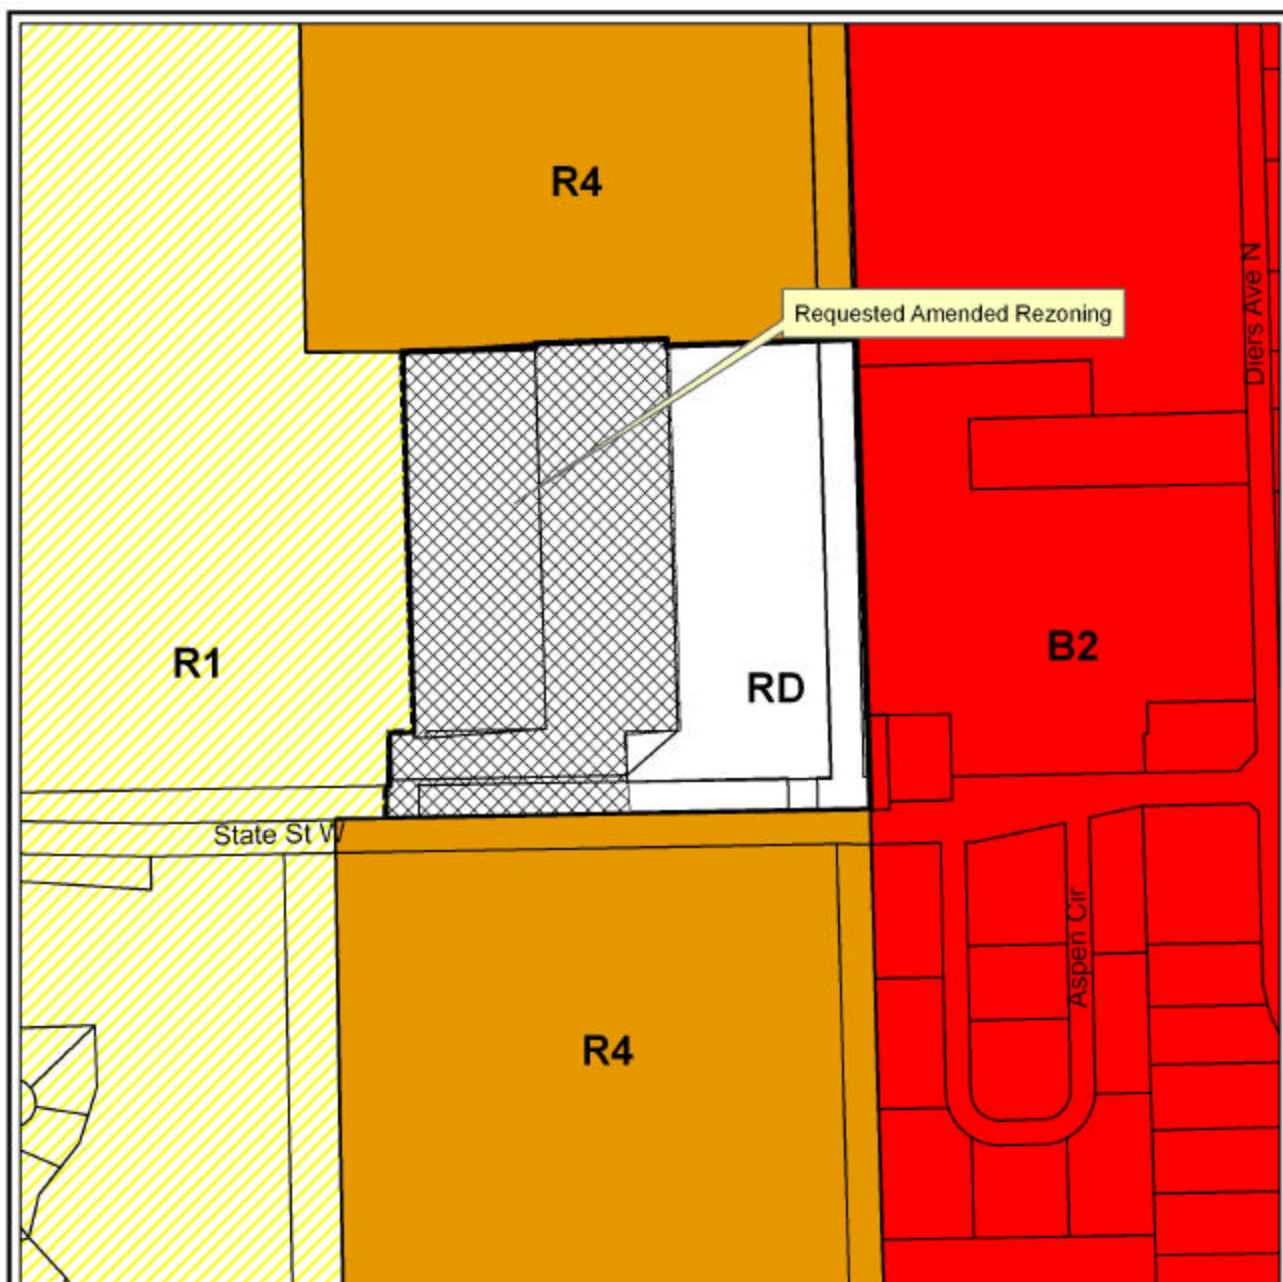 R4
Requested Amended Rezoning
Diers Ave N
R1
B2
RD
State St W
Aspen Cir
R4